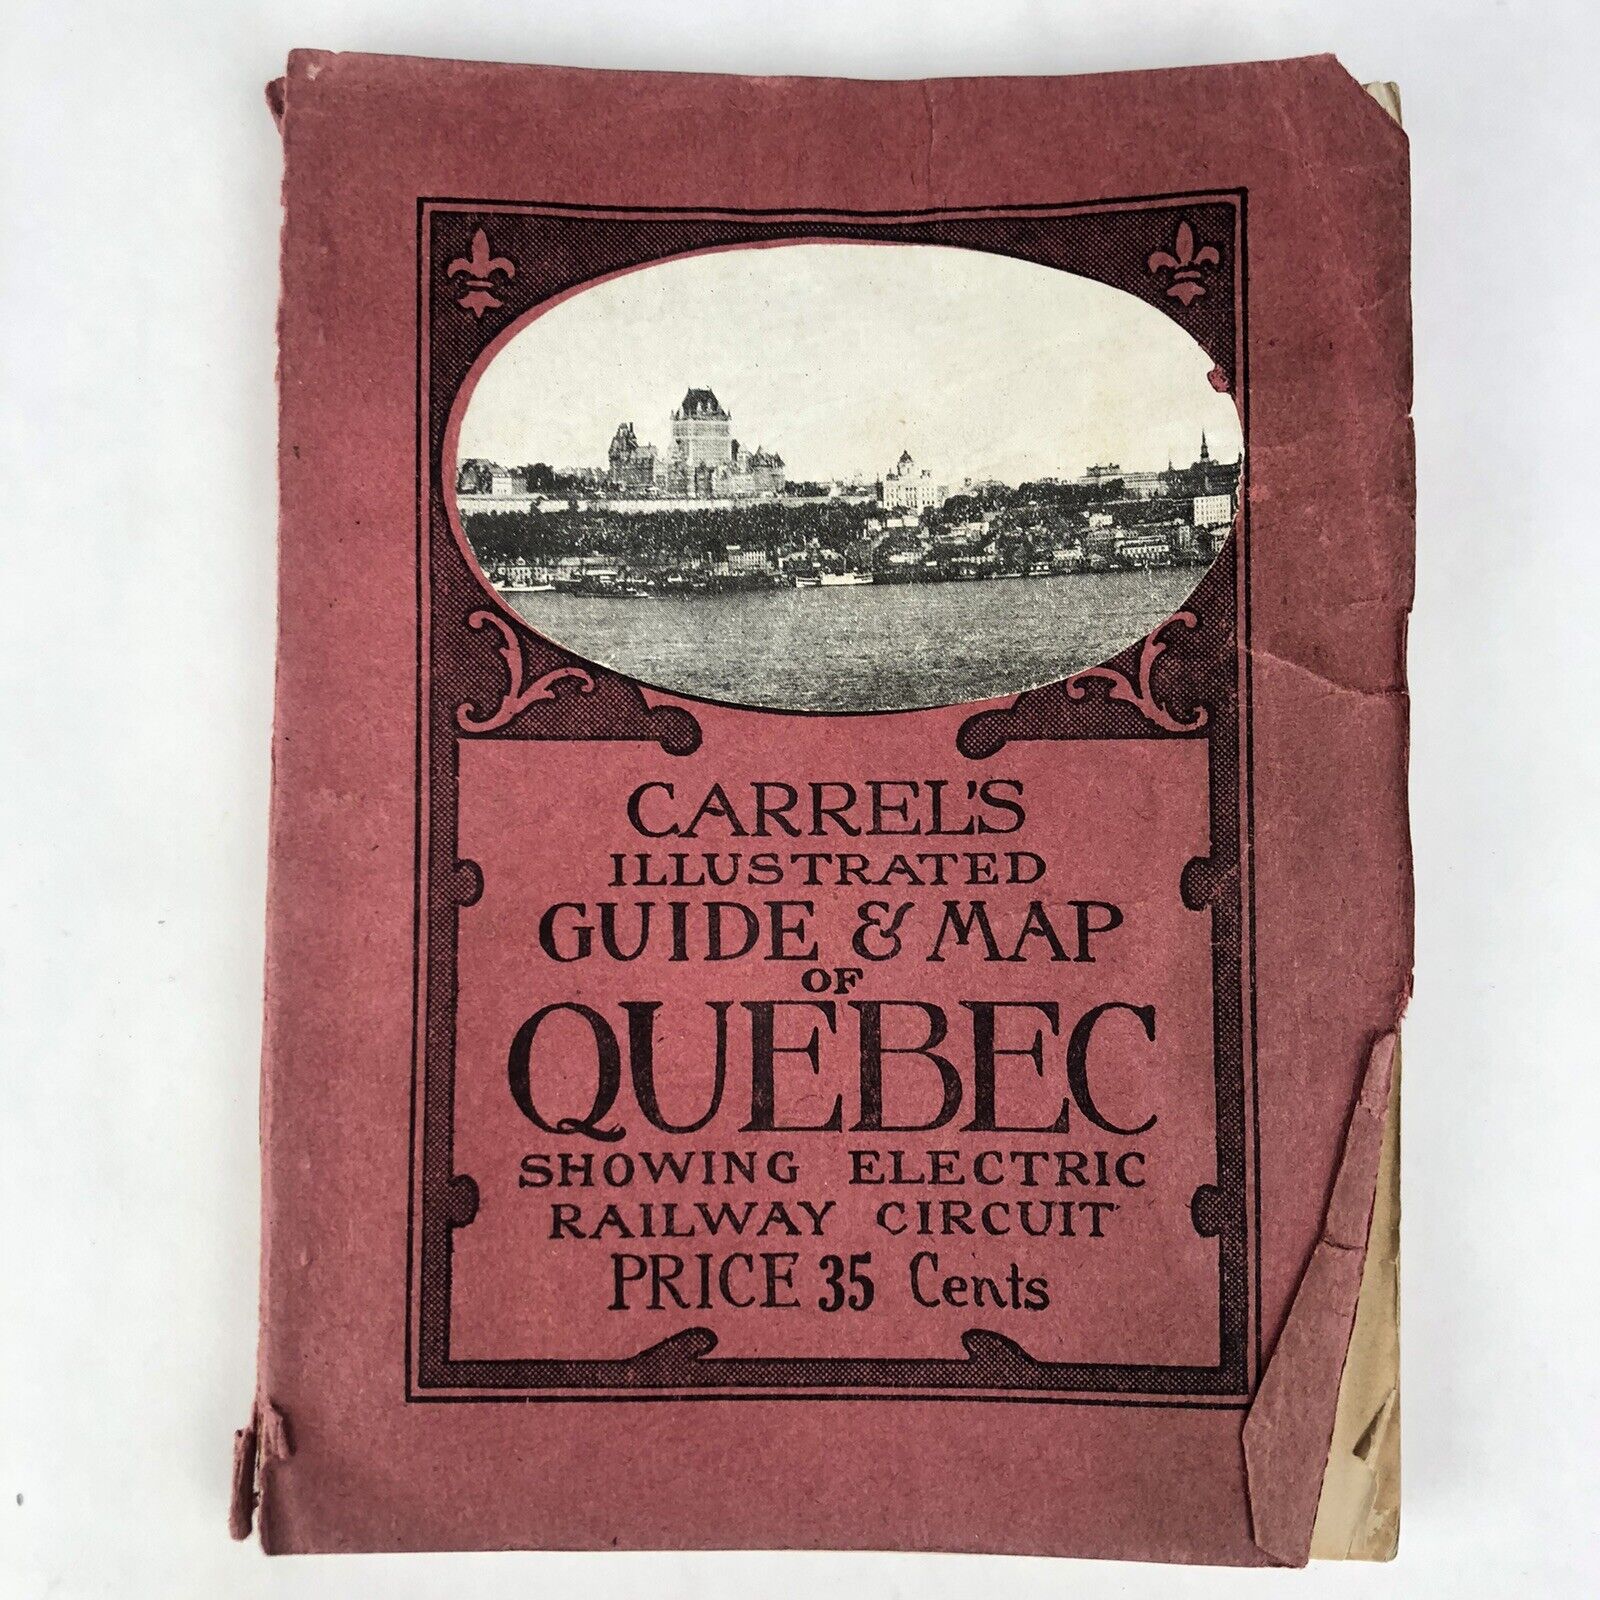 CARREL'S
ILLUSTRATED
GUIDE & MAP
OF
QUEBEC
SHOWING ELECTRIC
RAILWAY CIRCUIT
PRICE 35 Cents